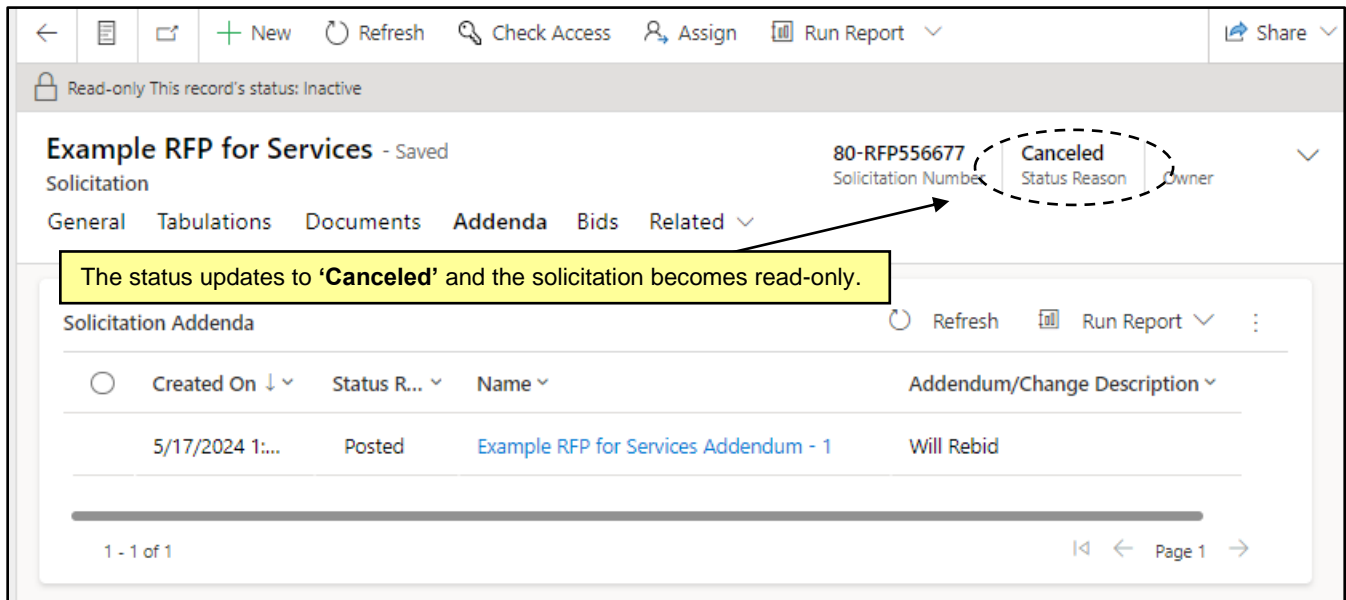 New Refresh Check Access Assign Run Report Share
Read-only This record's status: Inactive
Example RFP for Services - Saved
Solicitation
80-RFP556677 Canceled
Solicitation Number Status Reason Owner
General Tabulations Documents Addenda Bids Related
The status updates to ‘Canceled’ and the solicitation becomes read-only.
Solicitation Addenda Refresh Run Report
Created On Status R... Name Addendum/Change Description
5/17/2024 1:... Posted Example RFP for Services Addendum - 1 Will Rebid
1 - 1 of 1 Page 1